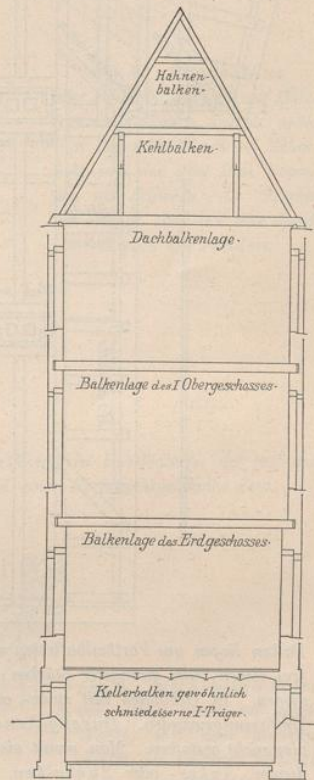 Hahnen-
balken-
Kehlbalken.
Dachbalkenlage.
Balkenlage des I Obergeschosses.
Balkenlage des Erdgeschosses.
Kellerbalken gewöhnlich
schmiedeiserne I-Träger.